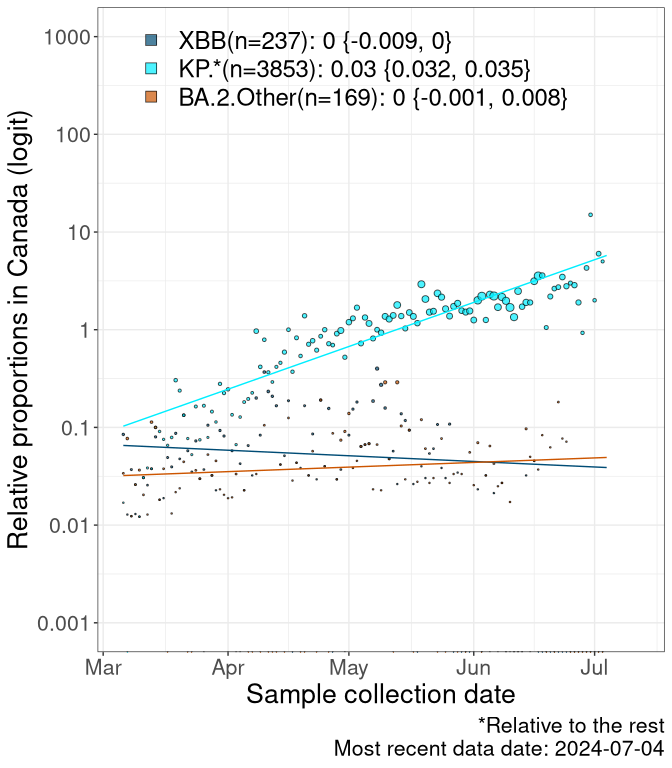 XBB(n=237): 0 {-0.009, 0}
KP.*(n=3853): 0.03 {0.032, 0.035}
BA.2.Other(n=169): 0 {-0.001, 0.008}
Relative proportions in Canada (logit)
1000
100
10
1
0.1
0.01
0.001
Mar Apr May Jun Jul
Sample collection date
*Relative to the rest
Most recent data date: 2024-07-04